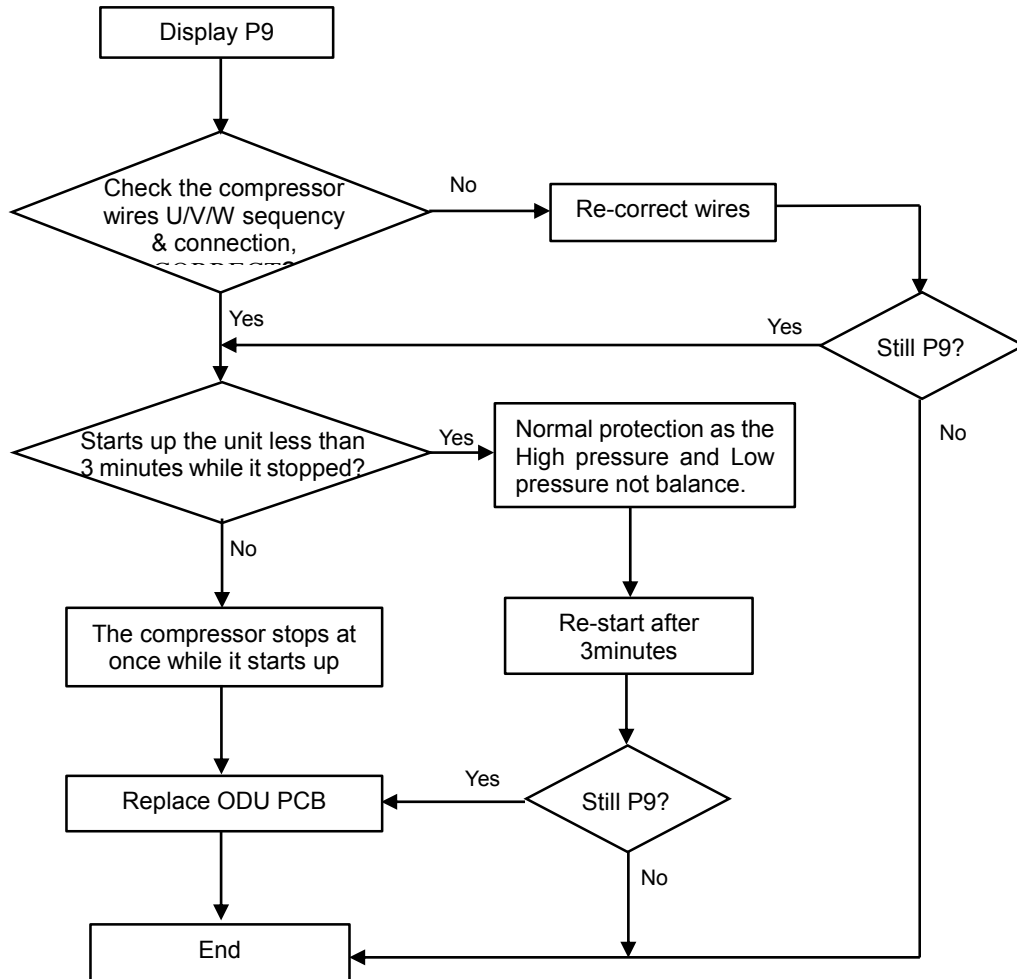 Display P9
Check the compressor
wires U/V/W sequency
& connection,
No
Re-correct wires
Yes
Yes
Still P9?
No
Starts up the unit less than
3 minutes while it stopped?
Yes
Normal protection as the
High pressure and Low
pressure not balance.
No
The compressor stops at
once while it starts up
Re-start after
3minutes
Replace ODU PCB
Yes
Still P9?
No
End